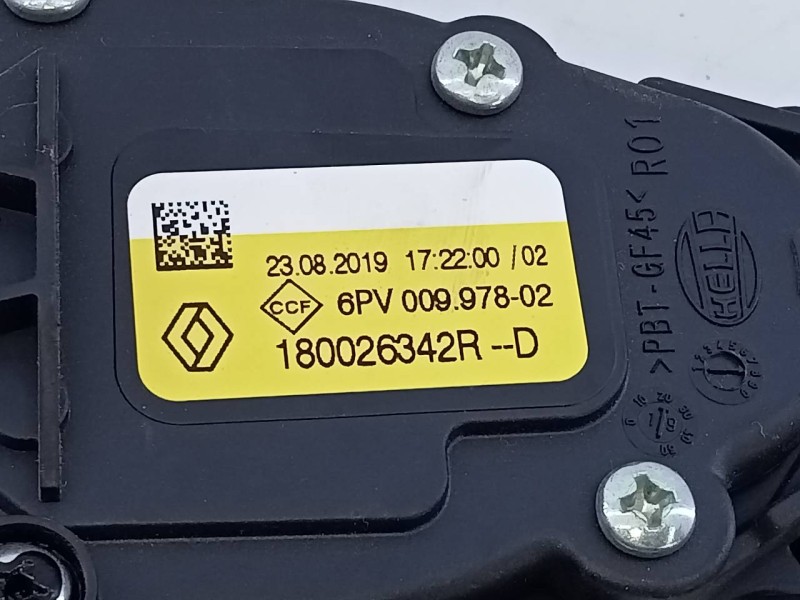 23.08.2019 17:22:00 / 02
CCF 6PV 009.978-02
180026342R --D
>PBT-GF45< R01
HELLA